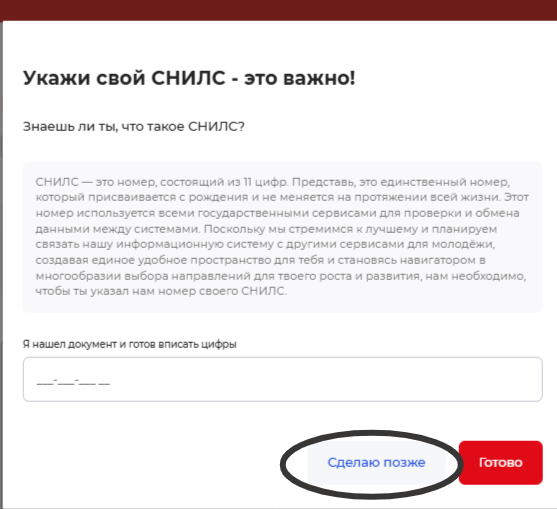 Укажи свой СНИЛС - это важно!
Знаешь ли ты, что такое СНИЛС?
СНИЛС — это номер, состоящий из 11 цифр. Представь, это единственный номер,
который присваивается с рождения и не меняется на протяжении всей жизни. Этот
номер используется всеми государственными сервисами для проверки и обмена
данными между системами. Поскольку мы стремимся к лучшему и планируем
связать нашу информационную систему с другими сервисами для молодёжи,
создавая единое удобное пространство для тебя и становясь навигатором в
многообразии выбора направлений для твоего роста и развития, нам необходимо,
чтобы ты указал нам номер своего СНИЛС.
Я нашел документ и готов вписать цифры
___-___-___ __
Сделаю позже Готово